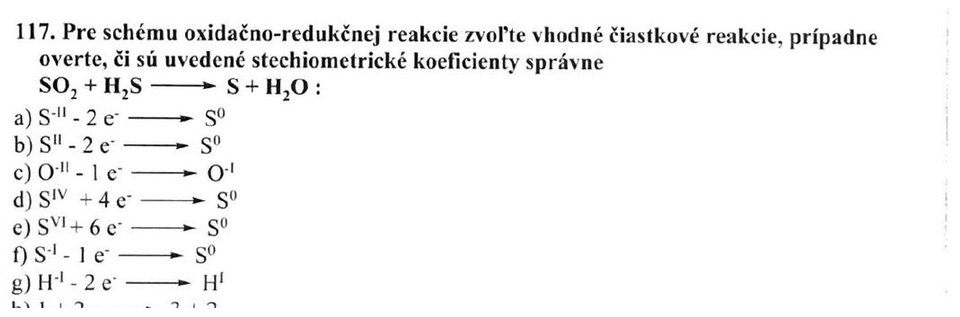 117. Pre schému oxidačno-redukčnej reakcie zvoľte vhodné čiastkové reakcie, prípadne
overte, či sú uvedené stechiometrické koeficienty správne
SO₂ + H₂S ⟶ S + H₂O :
a) S⁻ᴵᴵ - 2 e⁻ ⟶ S⁰
b) Sᴵᴵ - 2 e⁻ ⟶ S⁰
c) O⁻ᴵᴵ - 1 e⁻ ⟶ O⁻ᴵ
d) Sᴵⱽ + 4 e⁻ ⟶ S⁰
e) Sⱽᴵ + 6 e⁻ ⟶ S⁰
f) S⁻ᴵ - 1 e⁻ ⟶ S⁰
g) H⁻ᴵ - 2 e⁻ ⟶ Hᴵ